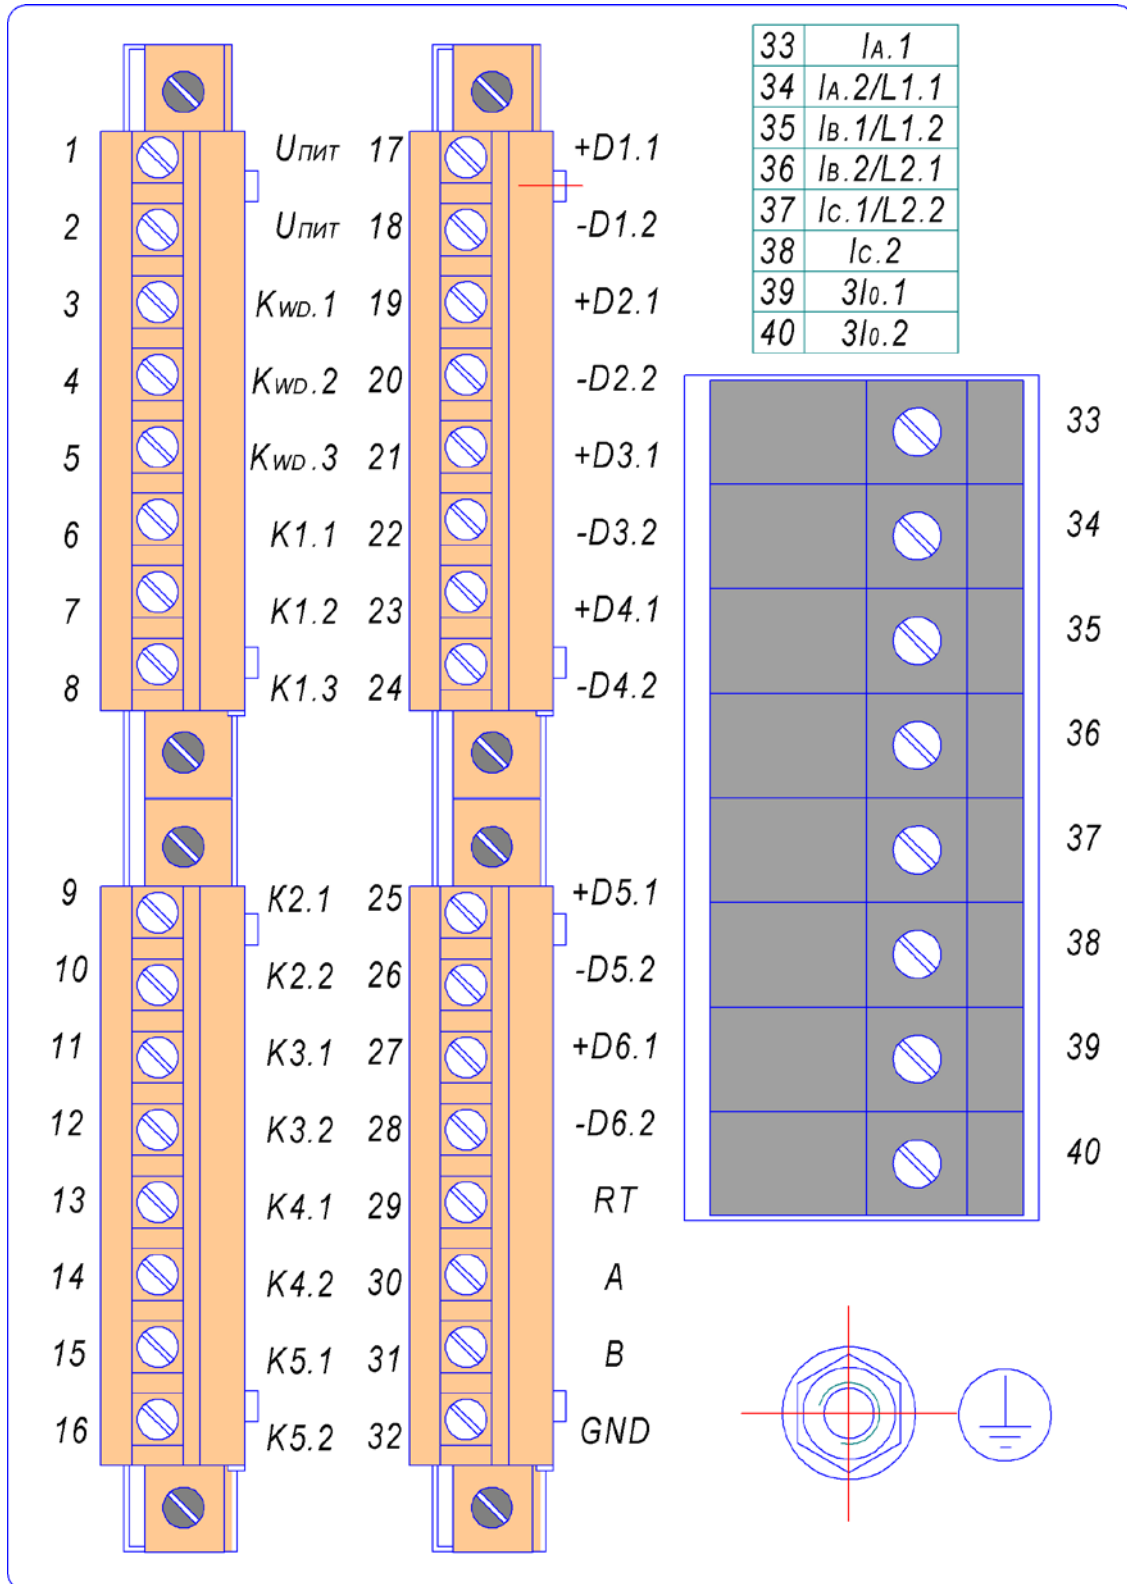 33 IA.1
34 IA.2/L1.1
35 IB.1/L1.2
36 IB.2/L2.1
37 IC.1/L2.2
38 IC.2
39 3I0.1
40 3I0.2
1 Uпит 17 +D1.1
2 Uпит 18 -D1.2
3 KWD.1 19 +D2.1
4 KWD.2 20 -D2.2
5 KWD.3 21 +D3.1
6 K1.1 22 -D3.2
7 K1.2 23 +D4.1
8 K1.3 24 -D4.2
9 K2.1 25 +D5.1
10 K2.2 26 -D5.2
11 K3.1 27 +D6.1
12 K3.2 28 -D6.2
13 K4.1 29 RT
14 K4.2 30 A
15 K5.1 31 B
16 K5.2 32 GND
33
34
35
36
37
38
39
40